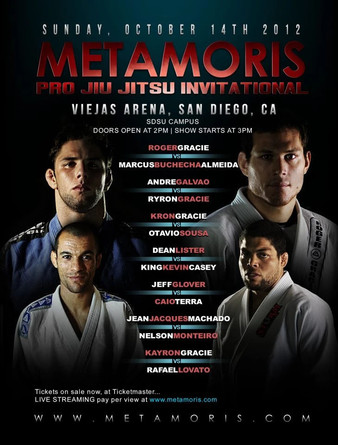 SUNDAY, OCTOBER 14TH 2012
METAMORIS
PRO JIU JITSU INVITATIONAL
VIEJAS ARENA, SAN DIEGO, CA
SDSU CAMPUS
DOORS OPEN AT 2PM | SHOW STARTS AT 3PM
ROGERGRACIE
VS
MARCUSBUCHECHAALMEIDA
ANDREGALVAO
VS
RYRONGRACIE
KRONGRACIE
VS
OTAVIOSOUSA
DEANLISTER
VS
KINGKEVINCASEY
JEFFGLOVER
VS
CAIOTERRA
JEANJACQUESMACHADO
VS
NELSONMONTEIRO
KAYRONGRACIE
VS
RAFAELLOVATO
Tickets on sale now, at Ticketmaster...
LIVE STREAMING pay per view at www.metamoris.com
WWW.METAMORIS.COM